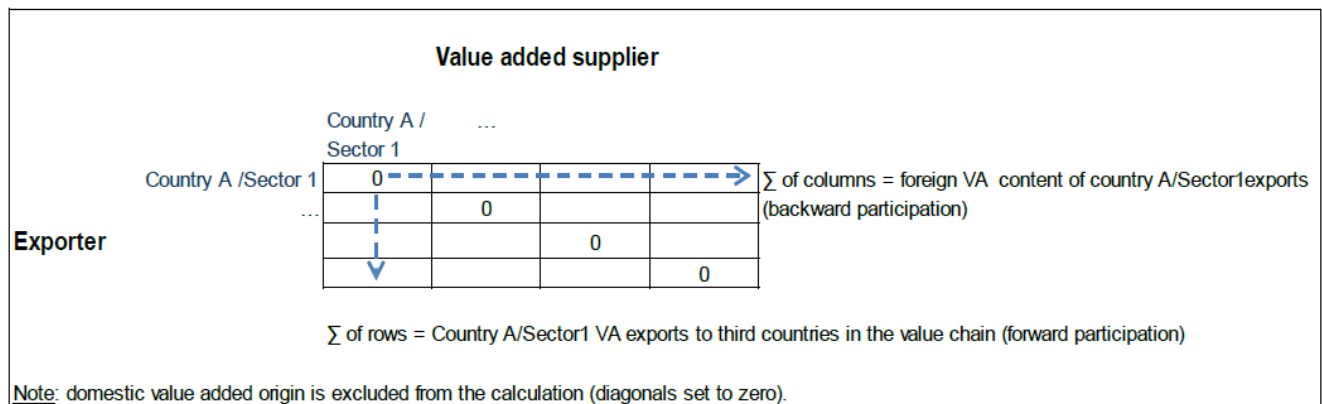 Value added supplier
Country A / ...
Sector 1
Country A /Sector 1 0 ∑ of columns = foreign VA content of country A/Sector1exports
... 0 (backward participation)
Exporter 0
0
∑ of rows = Country A/Sector1 VA exports to third countries in the value chain (forward participation)
Note: domestic value added origin is excluded from the calculation (diagonals set to zero).